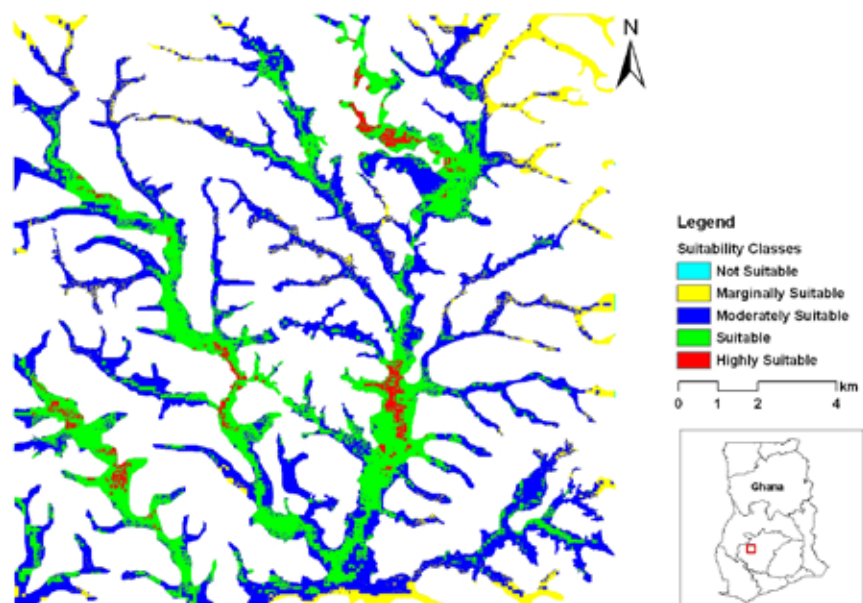 N
Legend
Suitability Classes
Not Suitable
Marginally Suitable
Moderately Suitable
Suitable
Highly Suitable
km
0 1 2 4
Ghana